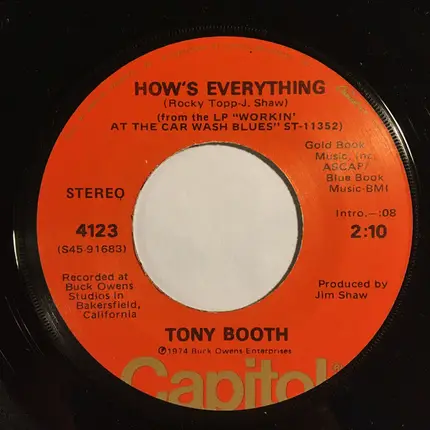 HOW'S EVERYTHING
(Rocky Topp-J. Shaw)
(from the LP "WORKIN'
AT THE CAR WASH BLUES" ST-11352)
Gold Book
Music, Inc.
ASCAP/
Blue Book
Music-BMI
STEREO
Intro.-:08
4123
2:10
(S45-91683)
Recorded at
Buck Owens
Studios in
Bakersfield,
California
Produced by
Jim Shaw
TONY BOOTH
Ⓟ1974 Buck Owens Enterprises
Capitol®